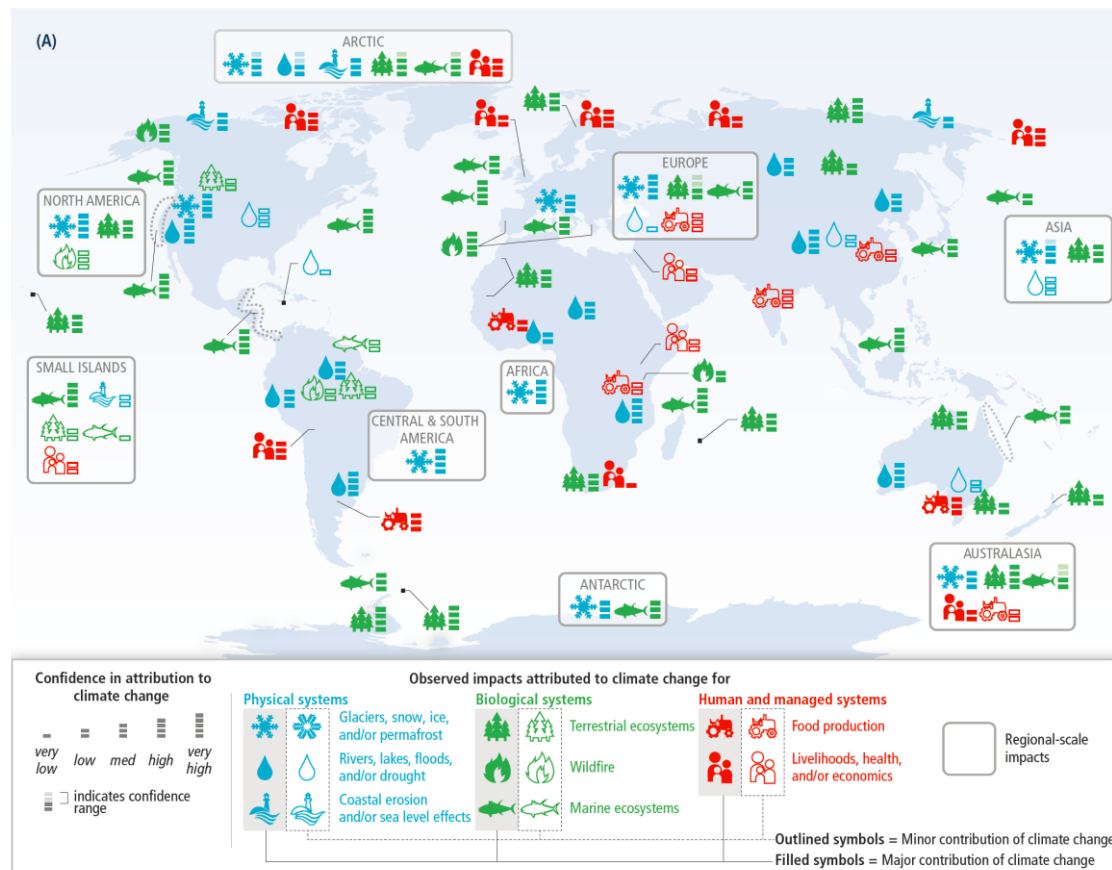 (A)
ARCTIC
EUROPE
NORTH AMERICA
ASIA
SMALL ISLANDS
AFRICA
CENTRAL & SOUTH
AMERICA
ANTARCTIC
AUSTRALASIA
Confidence in attribution to
climate change
very
low
low
med
high
very
high
indicates confidence
range
Observed impacts attributed to climate change for
Physical systems
Glaciers, snow, ice,
and/or permafrost
Rivers, lakes, floods,
and/or drought
Coastal erosion
and/or sea level effects
Biological systems
Terrestrial ecosystems
Wildfire
Marine ecosystems
Human and managed systems
Food production
Livelihoods, health,
and/or economics
Regional-scale
impacts
Outlined symbols = Minor contribution of climate change
Filled symbols = Major contribution of climate change